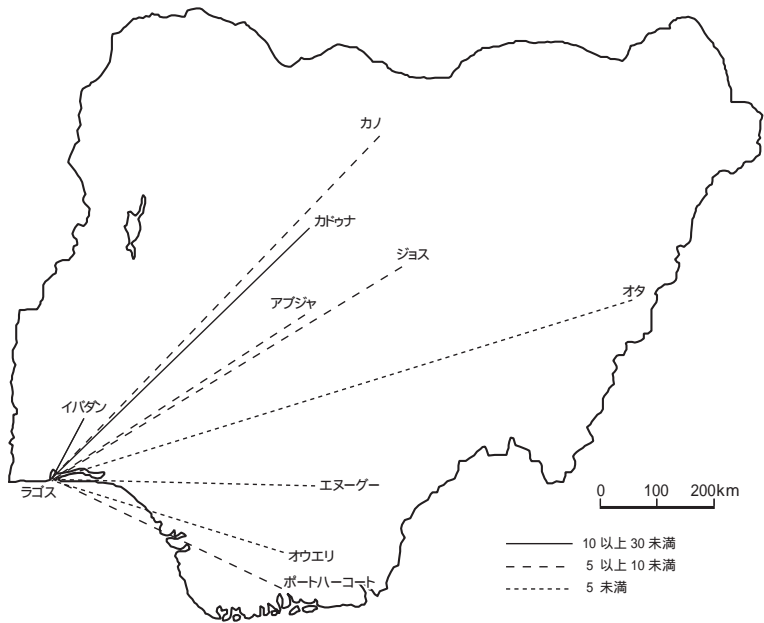 カノ
カドゥナ
ジョス
オタ
アブジャ
イバダン
ラゴス
エヌーグー
オウエリ
ポートハーコート
0 100 200km
10 以上 30 未満
5 以上 10 未満
5 未満